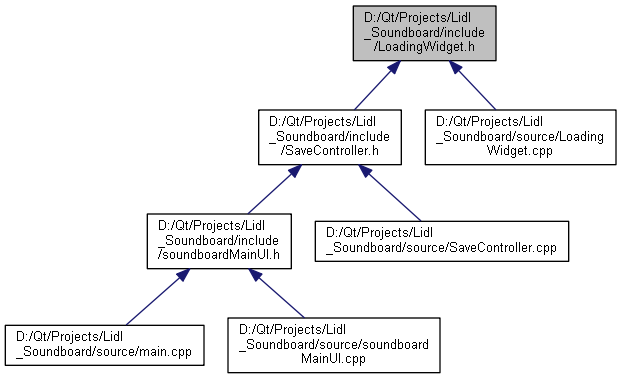 D:/Qt/Projects/Lidl
_Soundboard/include
/LoadingWidget.h
D:/Qt/Projects/Lidl
_Soundboard/include
/SaveController.h
D:/Qt/Projects/Lidl
_Soundboard/source/Loading
Widget.cpp
D:/Qt/Projects/Lidl
_Soundboard/include
/soundboardMainUI.h
D:/Qt/Projects/Lidl
_Soundboard/source/SaveController.cpp
D:/Qt/Projects/Lidl
_Soundboard/source/main.cpp
D:/Qt/Projects/Lidl
_Soundboard/source/soundboard
MainUI.cpp